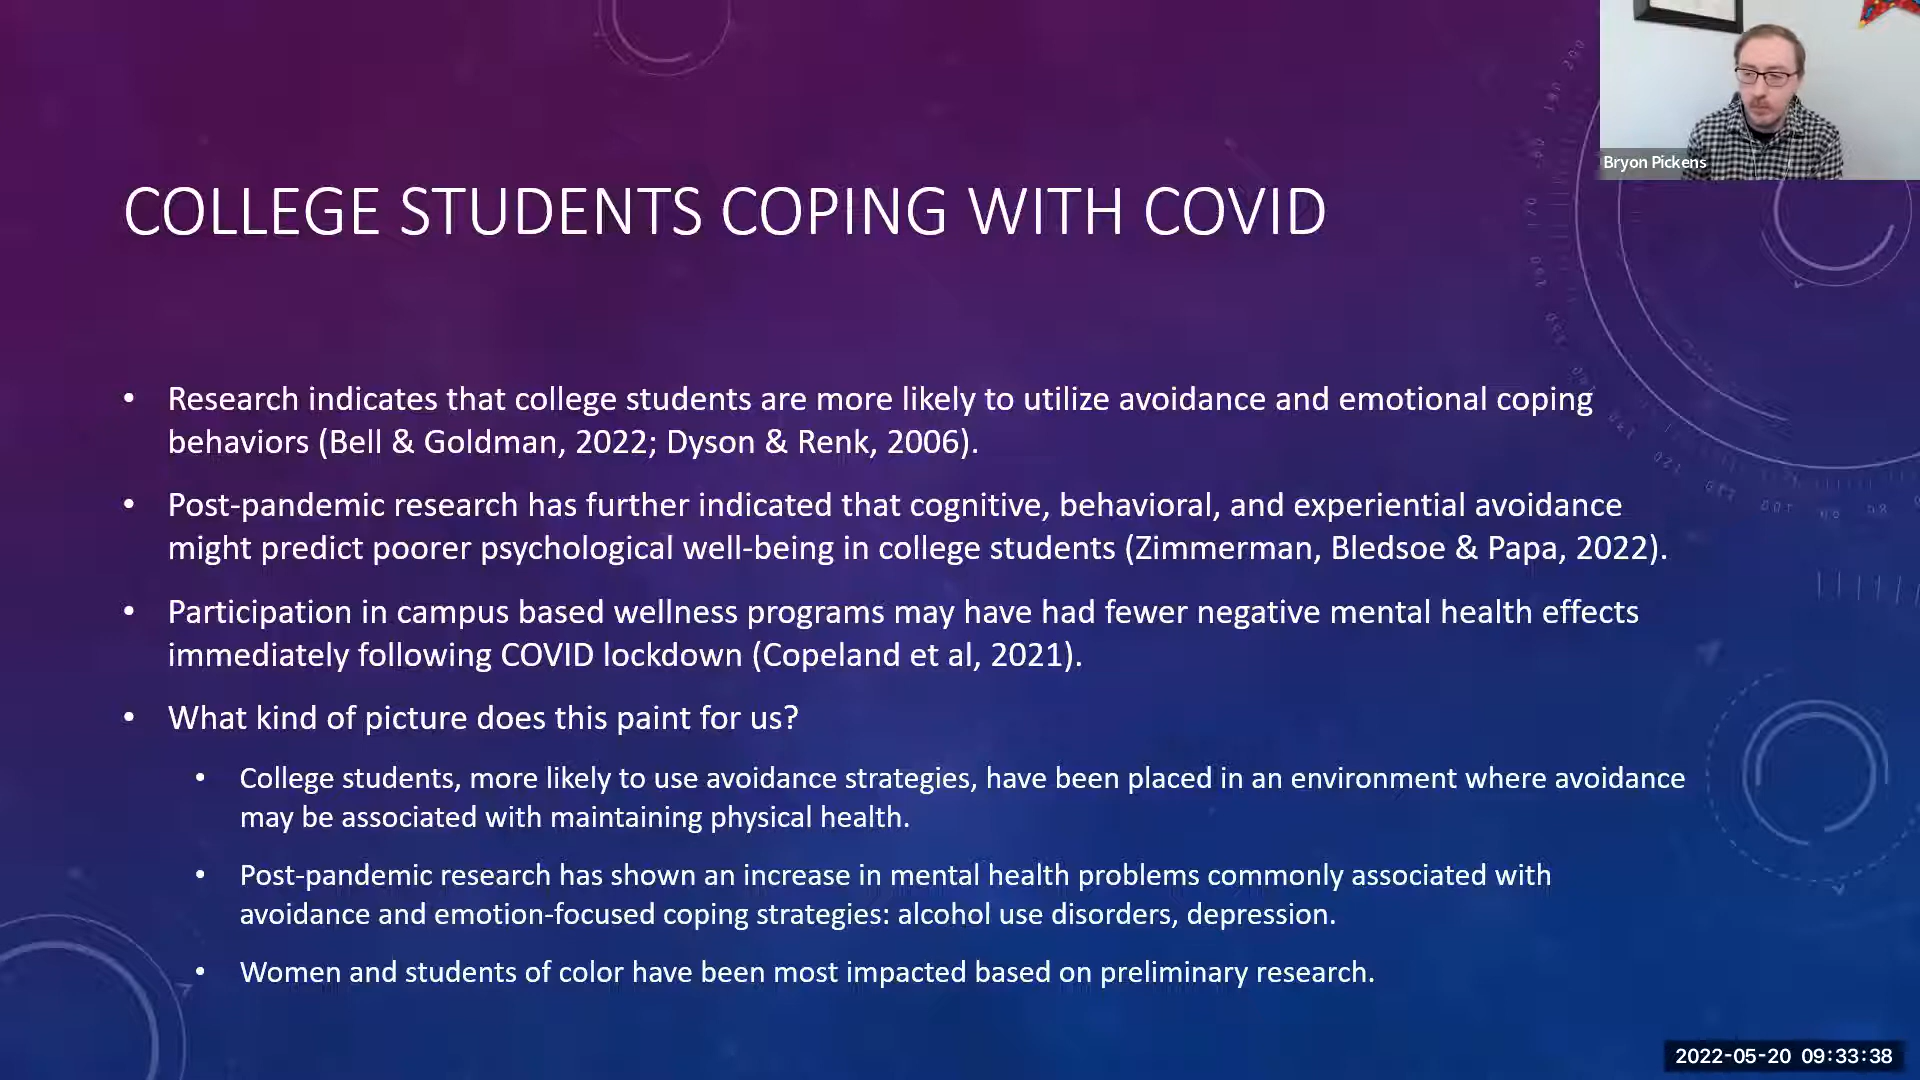 Bryon Pickens
COLLEGE STUDENTS COPING WITH COVID
• Research indicates that college students are more likely to utilize avoidance and emotional coping
behaviors (Bell & Goldman, 2022; Dyson & Renk, 2006).
• Post-pandemic research has further indicated that cognitive, behavioral, and experiential avoidance
might predict poorer psychological well-being in college students (Zimmerman, Bledsoe & Papa, 2022).
• Participation in campus based wellness programs may have had fewer negative mental health effects
immediately following COVID lockdown (Copeland et al, 2021).
• What kind of picture does this paint for us?
• College students, more likely to use avoidance strategies, have been placed in an environment where avoidance
may be associated with maintaining physical health.
• Post-pandemic research has shown an increase in mental health problems commonly associated with
avoidance and emotion-focused coping strategies: alcohol use disorders, depression.
• Women and students of color have been most impacted based on preliminary research.
2022-05-20 09:33:38